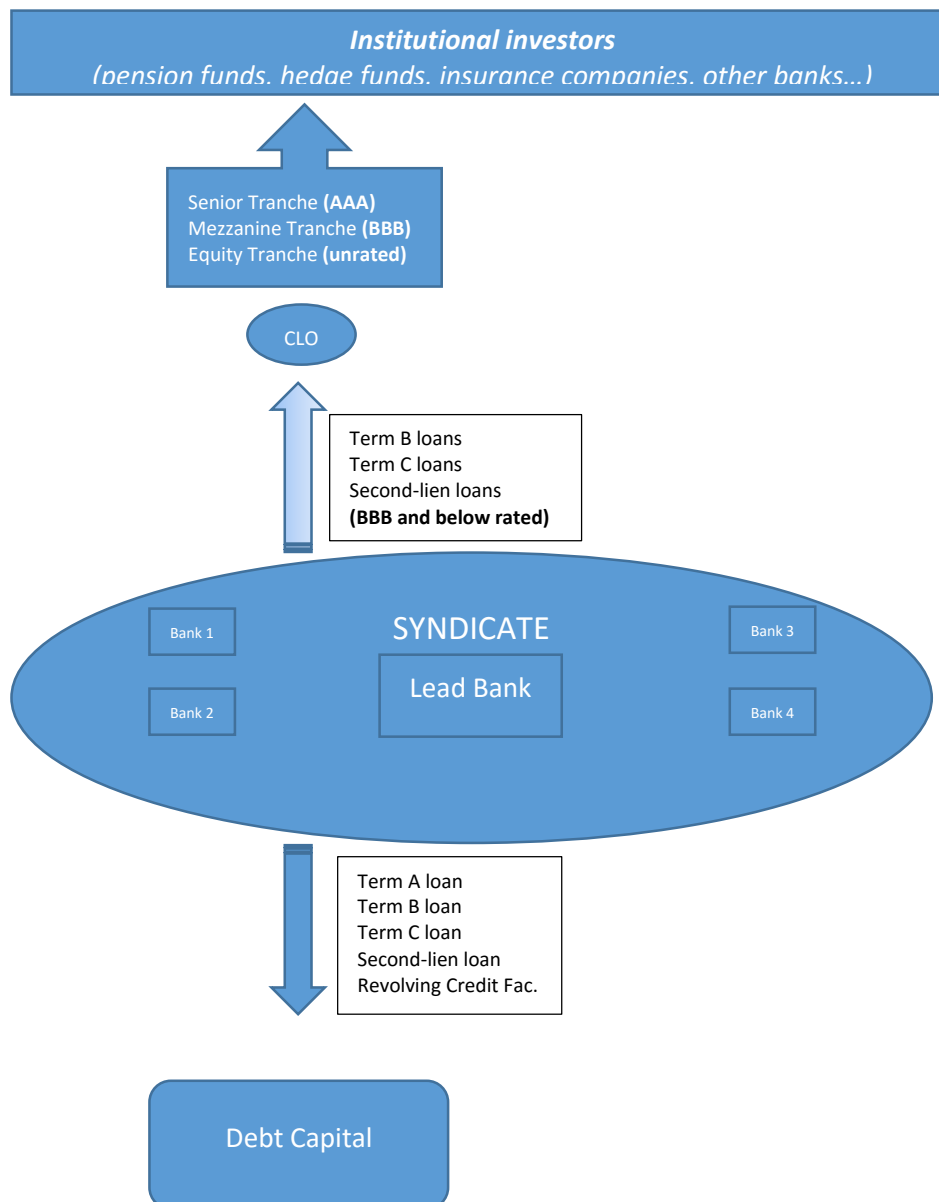 Institutional investors
(pension funds, hedge funds, insurance companies, other banks…)
Senior Tranche (AAA)
Mezzanine Tranche (BBB)
Equity Tranche (unrated)
CLO
Term B loans
Term C loans
Second-lien loans
(BBB and below rated)
SYNDICATE
Bank 1
Bank 3
Lead Bank
Bank 2
Bank 4
Term A loan
Term B loan
Term C loan
Second-lien loan
Revolving Credit Fac.
Debt Capital